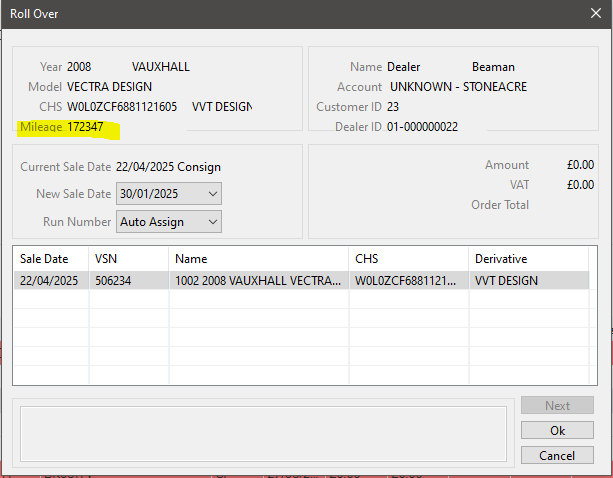 Roll Over
Year 2008 VAUXHALL
Model VECTRA DESIGN
CHS W0L0ZCF6881121605 VVT DESIGN
Mileage 172347
Name Dealer Beaman
Account UNKNOWN - STONEACRE
Customer ID 23
Dealer ID 01-000000022
Current Sale Date 22/04/2025 Consign
New Sale Date 30/01/2025
Run Number Auto Assign
Amount £0.00
VAT £0.00
Order Total
Sale Date VSN Name CHS Derivative
22/04/2025 506234 1002 2008 VAUXHALL VECTRA... W0L0ZCF6881121... VVT DESIGN
Next
Ok
Cancel